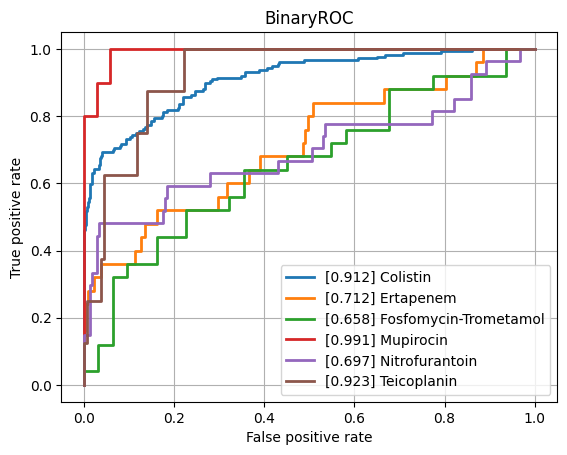 BinaryROC
True positive rate
1.0
0.8
0.6
0.4
0.2
0.0
[0.912] Colistin
[0.712] Ertapenem
[0.658] Fosfomycin-Trometamol
[0.991] Mupirocin
[0.697] Nitrofurantoin
[0.923] Teicoplanin
0.0 0.2 0.4 0.6 0.8 1.0
False positive rate